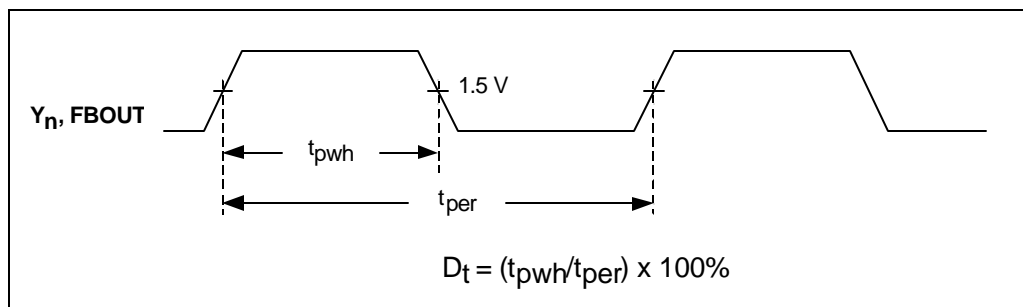 1.5 V
Yn, FBOUT
tpwh
tper
Dt = (tpwh/tper) x 100%